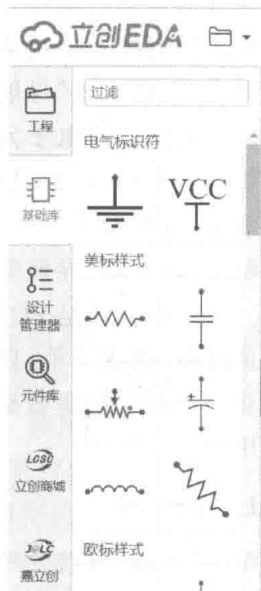 立创EDA
过滤
工程
电气标识符
VCC
基础库
美标样式
设计
管理器
元件库
LCSC
立创商城
欧标样式
J@LC
嘉立创